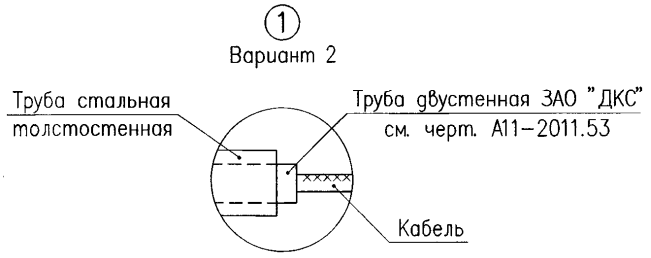 1
Вариант 2
Труба стальная
толстостенная
Труба двустенная ЗАО "ДКС"
см. черт. А11-2011.53
Кабель